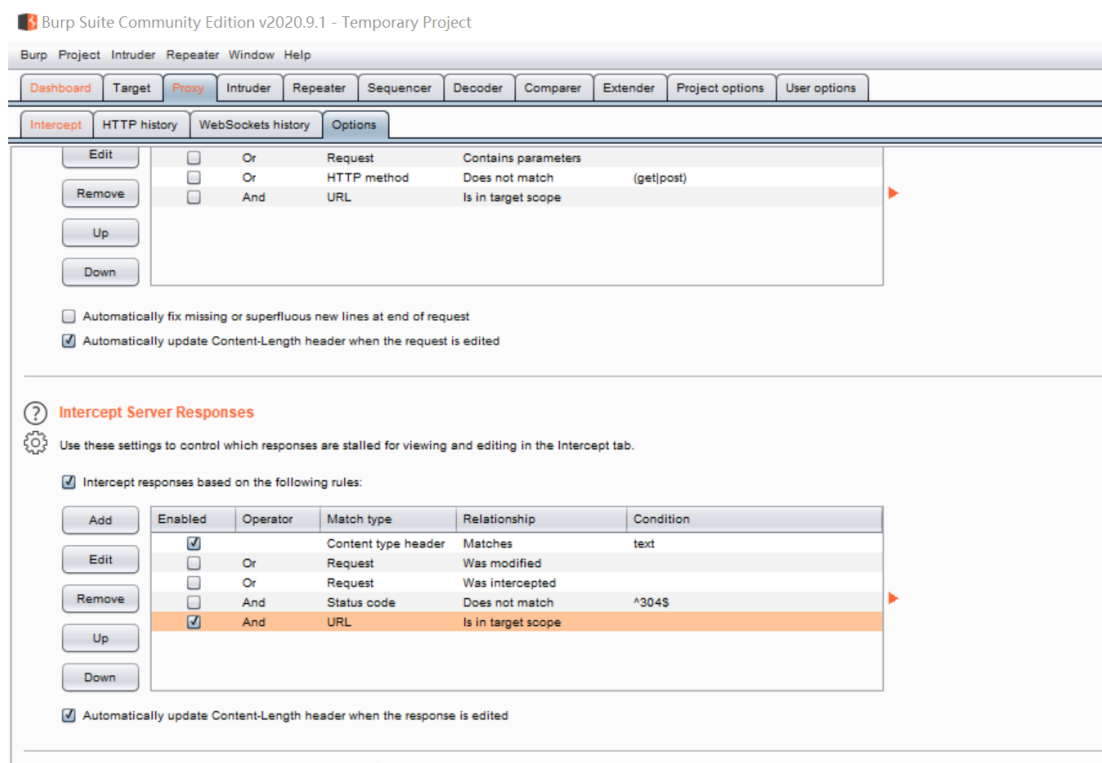 Burp Suite Community Edition v2020.9.1 - Temporary Project
Burp Project Intruder Repeater Window Help
Dashboard Target Proxy Intruder Repeater Sequencer Decoder Comparer Extender Project options User options
Intercept HTTP history WebSockets history Options
Edit
Or Request Contains parameters
Or HTTP method Does not match (get|post)
Remove
And URL Is in target scope
Up
Down
Automatically fix missing or superfluous new lines at end of request
Automatically update Content-Length header when the request is edited
? Intercept Server Responses
Use these settings to control which responses are stalled for viewing and editing in the Intercept tab.
Intercept responses based on the following rules:
Add
Enabled Operator Match type Relationship Condition
Content type header Matches text
Edit
Or Request Was modified
Or Request Was intercepted
Remove
And Status code Does not match ^304$
And URL Is in target scope
Up
Down
Automatically update Content-Length header when the response is edited